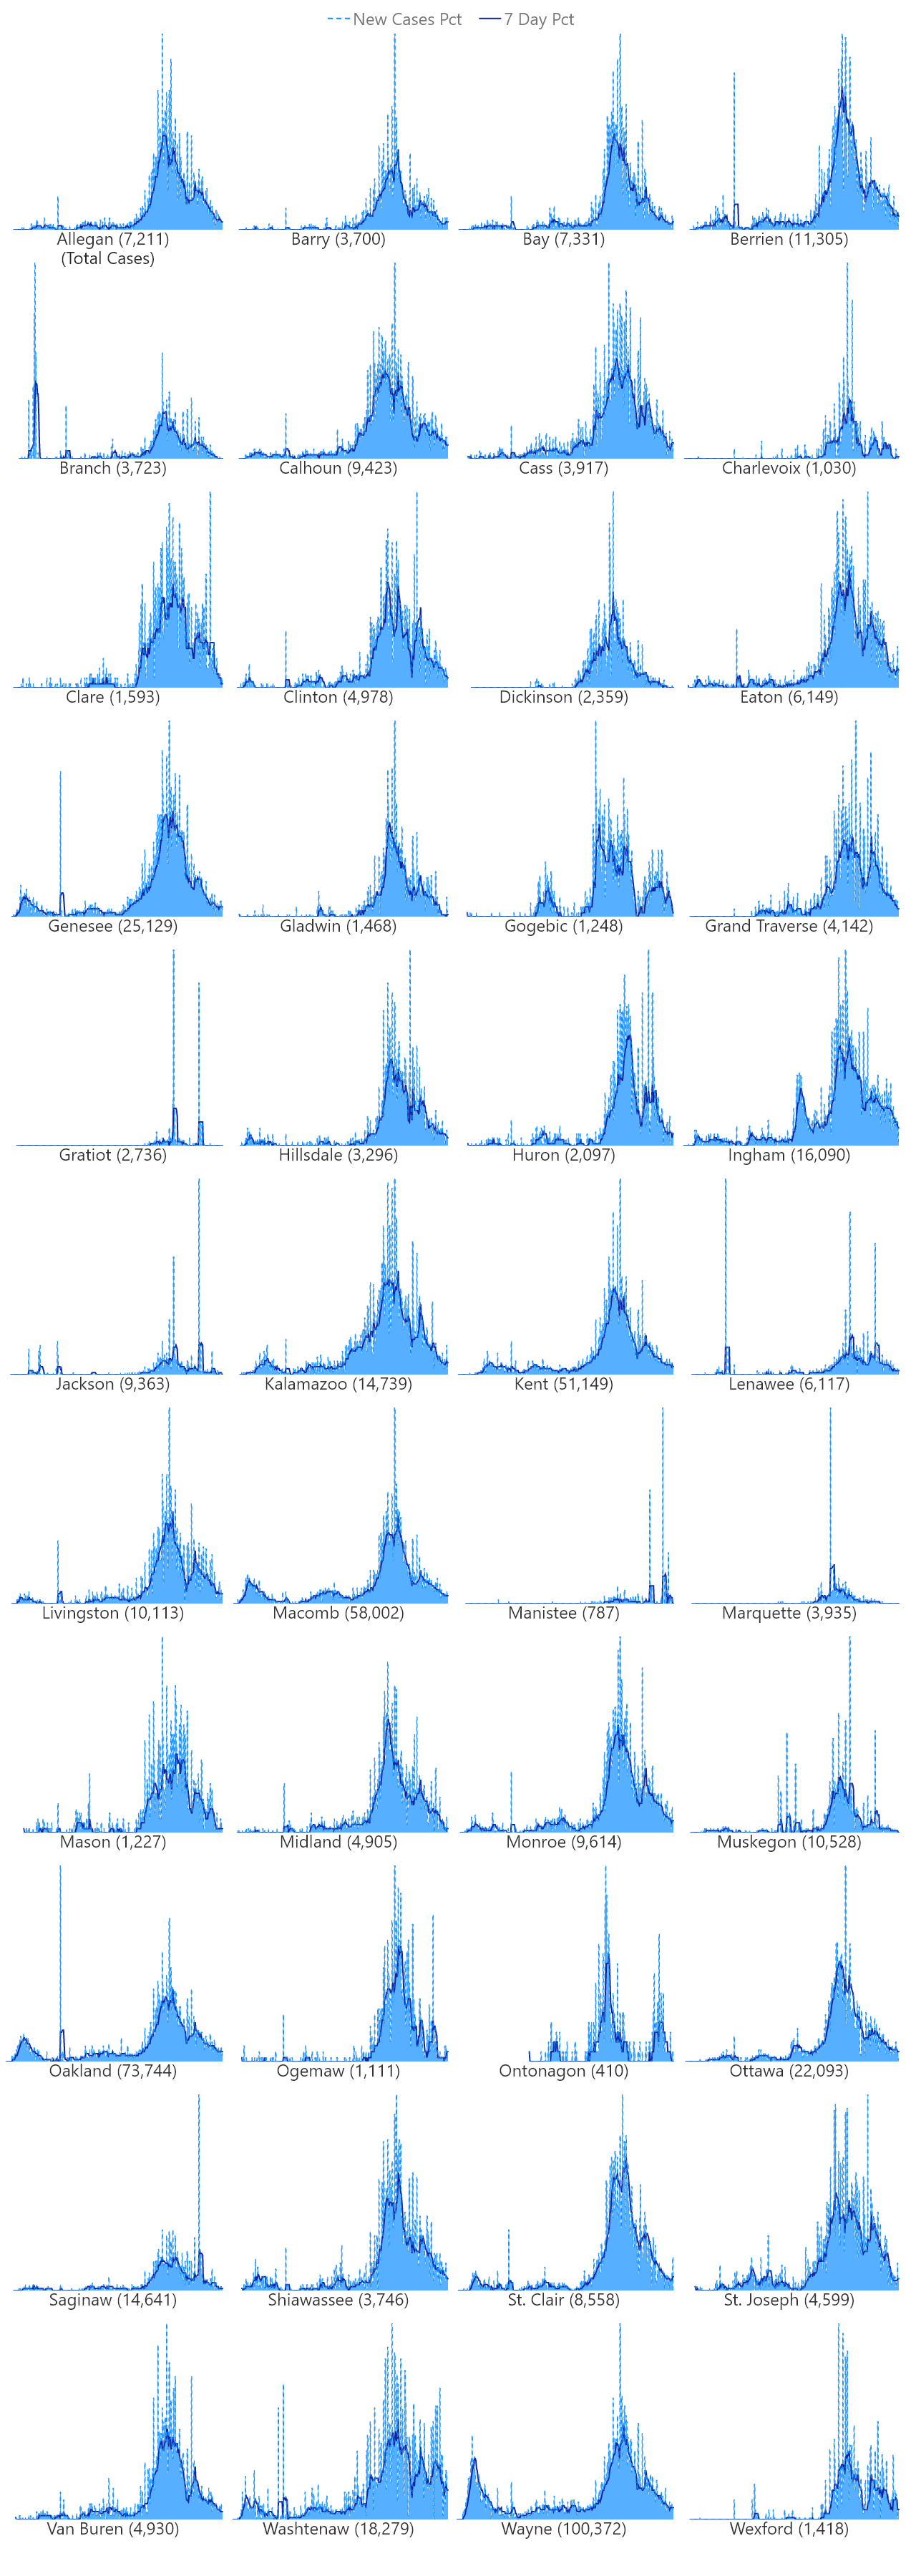 New Cases Pct 7 Day Pct
Allegan (7,211) Barry (3,700) Bay (7,331) Berrien (11,305)
(Total Cases)
Branch (3,723) Calhoun (9,423) Cass (3,917) Charlevoix (1,030)
Clare (1,593) Clinton (4,978) Dickinson (2,359) Eaton (6,149)
Genesee (25,129) Gladwin (1,468) Gogebic (1,248) Grand Traverse (4,142)
Gratiot (2,736) Hillsdale (3,296) Huron (2,097) Ingham (16,090)
Jackson (9,363) Kalamazoo (14,739) Kent (51,149) Lenawee (6,117)
Livingston (10,113) Macomb (58,002) Manistee (787) Marquette (3,935)
Mason (1,227) Midland (4,905) Monroe (9,614) Muskegon (10,528)
Oakland (73,744) Ogemaw (1,111) Ontonagon (410) Ottawa (22,093)
Saginaw (14,641) Shiawassee (3,746) St. Clair (8,558) St. Joseph (4,599)
Van Buren (4,930) Washtenaw (18,279) Wayne (100,372) Wexford (1,418)